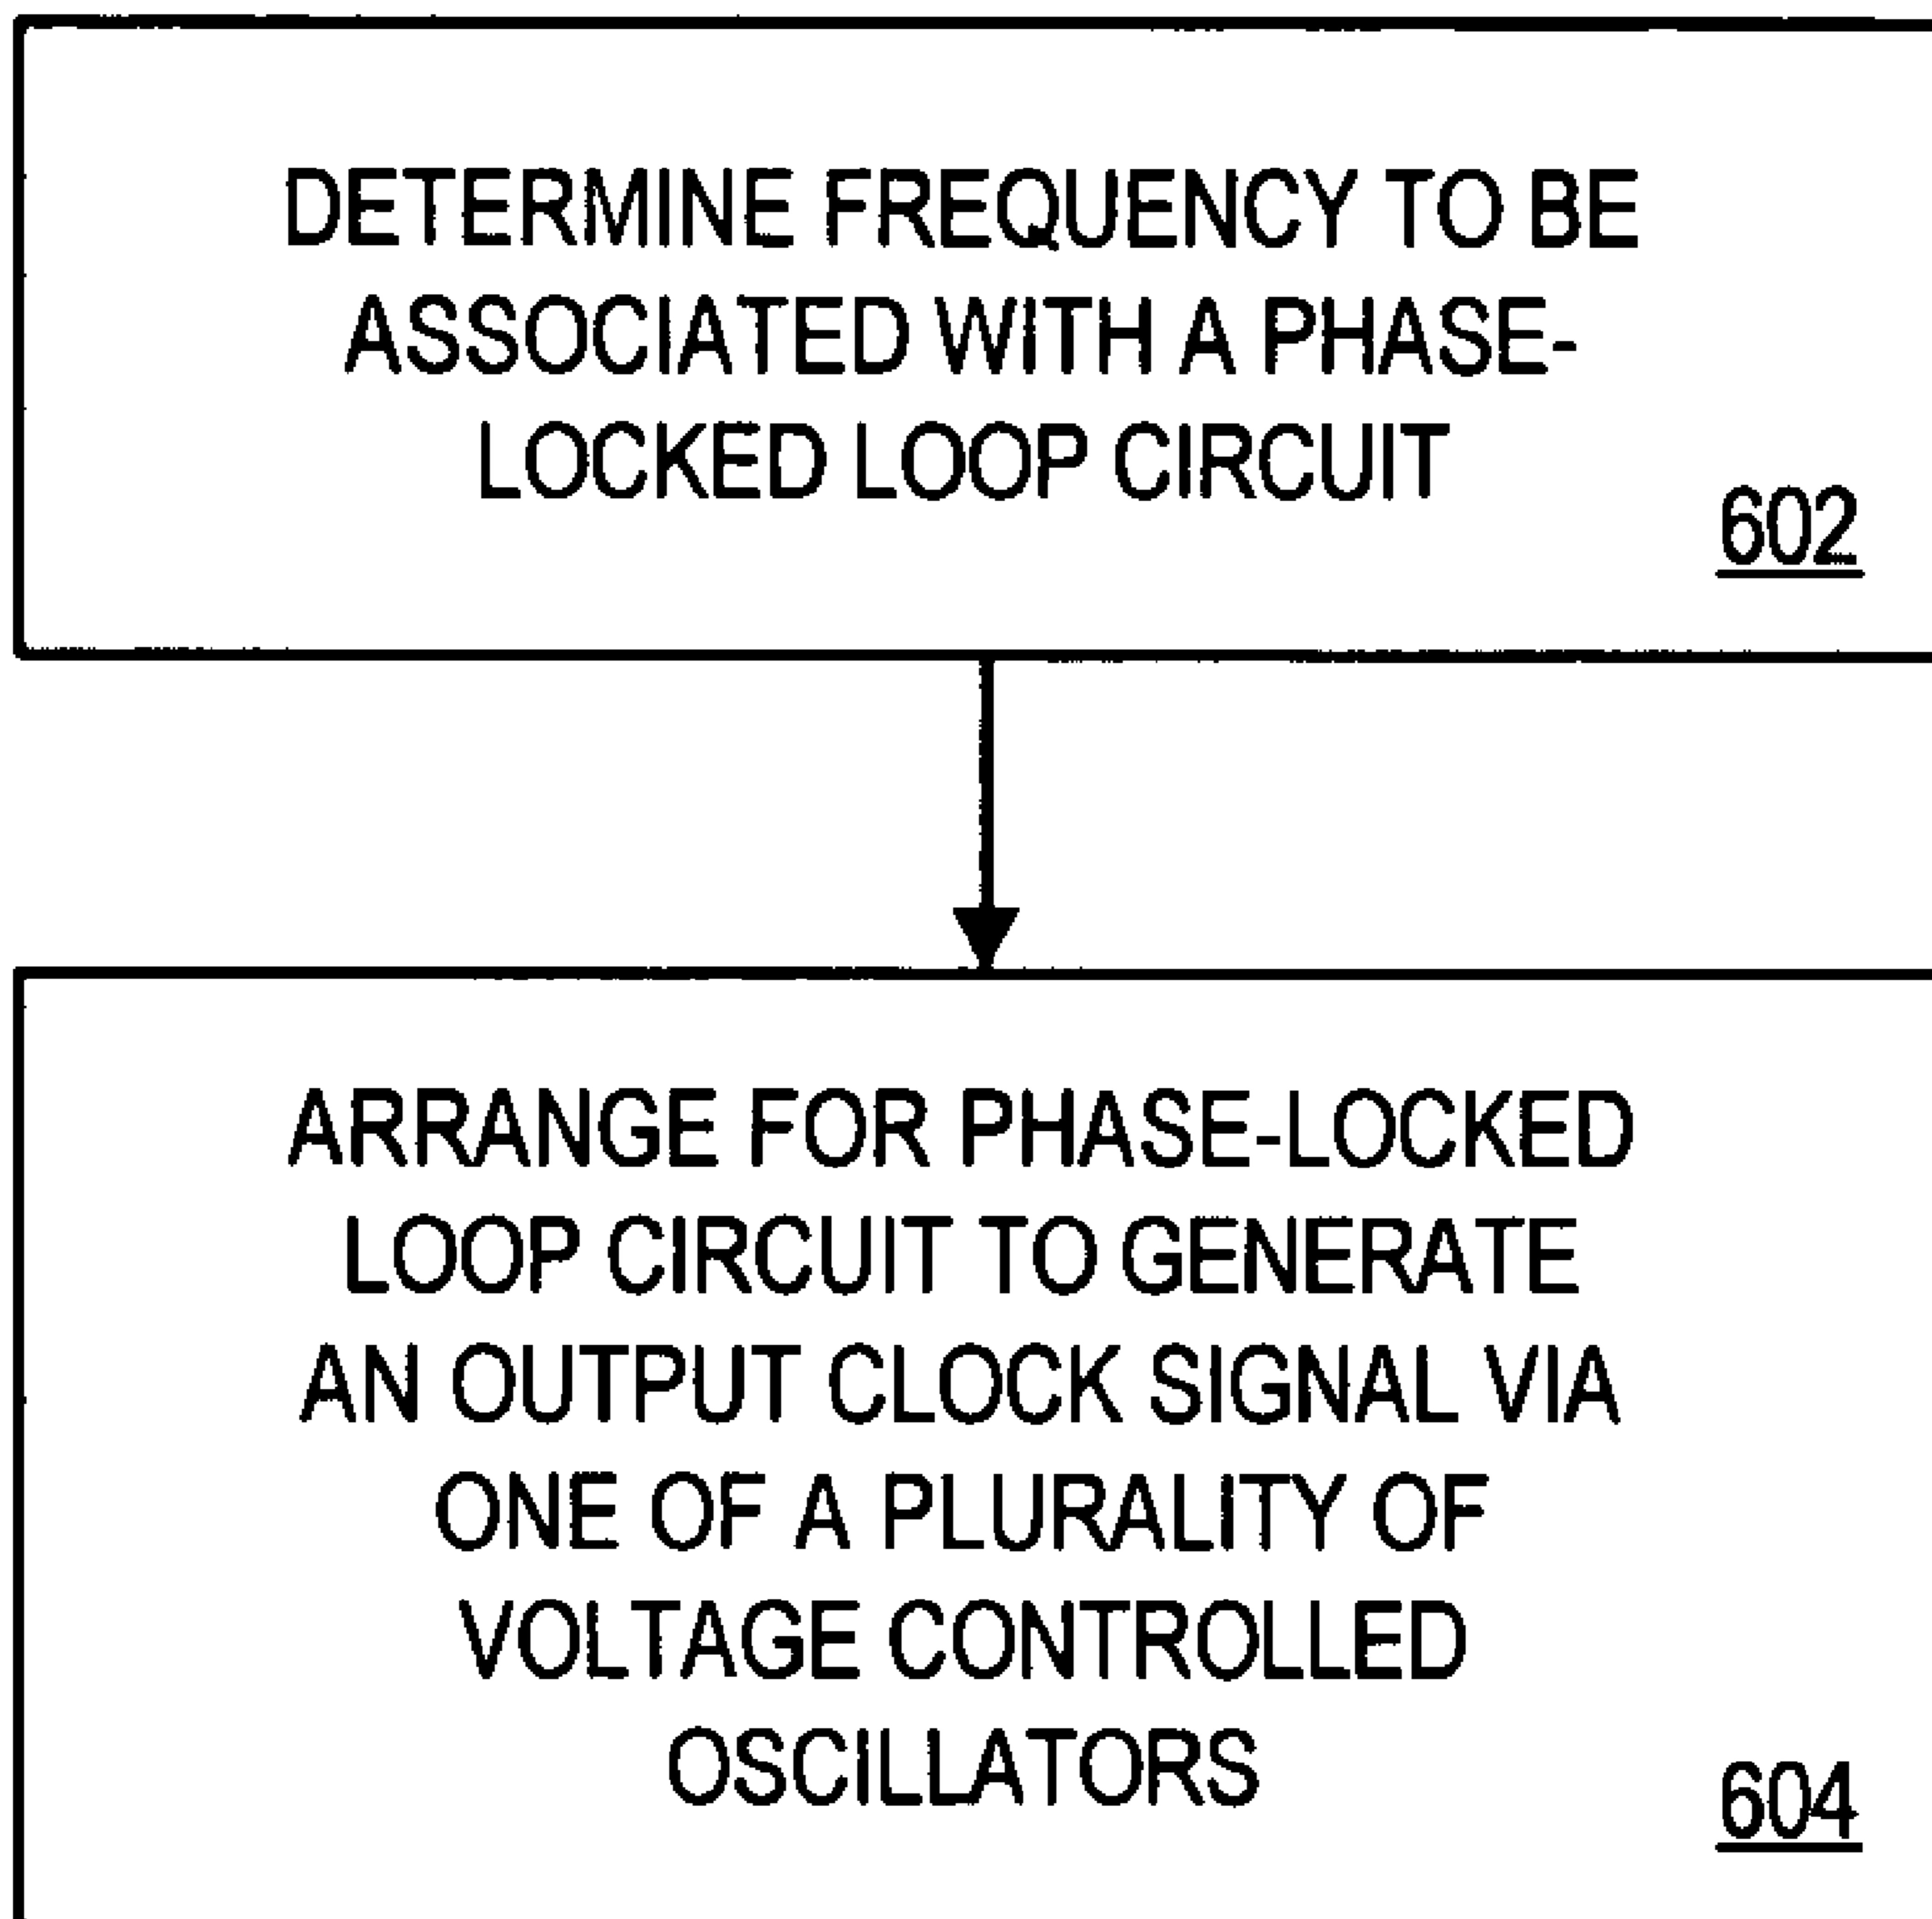 DETERMINE FREQUENCY TO BE
ASSOCIATED WITH A PHASE-
LOCKED LOOP CIRCUIT
602
ARRANGE FOR PHASE-LOCKED
LOOP CIRCUIT TO GENERATE
AN OUTPUT CLOCK SIGNAL VIA
ONE OF A PLURALITY OF
VOLTAGE CONTROLLED
OSCILLATORS
604